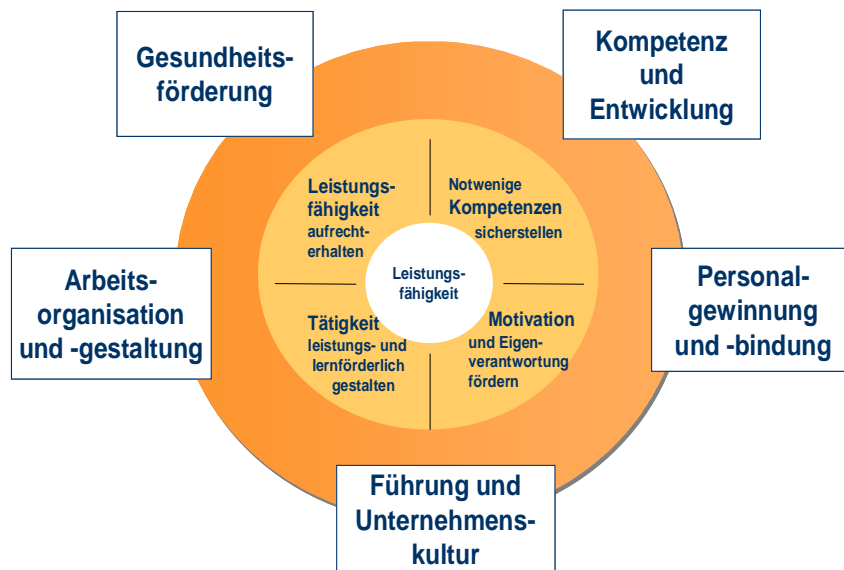 Gesundheits-
förderung
Kompetenz
und
Entwicklung
Leistungs-
fähigkeit
aufrecht-
erhalten
Notwenige
Kompetenzen
sicherstellen
Leistungs-
fähigkeit
Arbeits-
organisation
und -gestaltung
Tätigkeit
leistungs- und
lernförderlich
gestalten
Motivation
und Eigen-
verantwortung
fördern
Personal-
gewinnung
und -bindung
Führung und
Unternehmens-
kultur